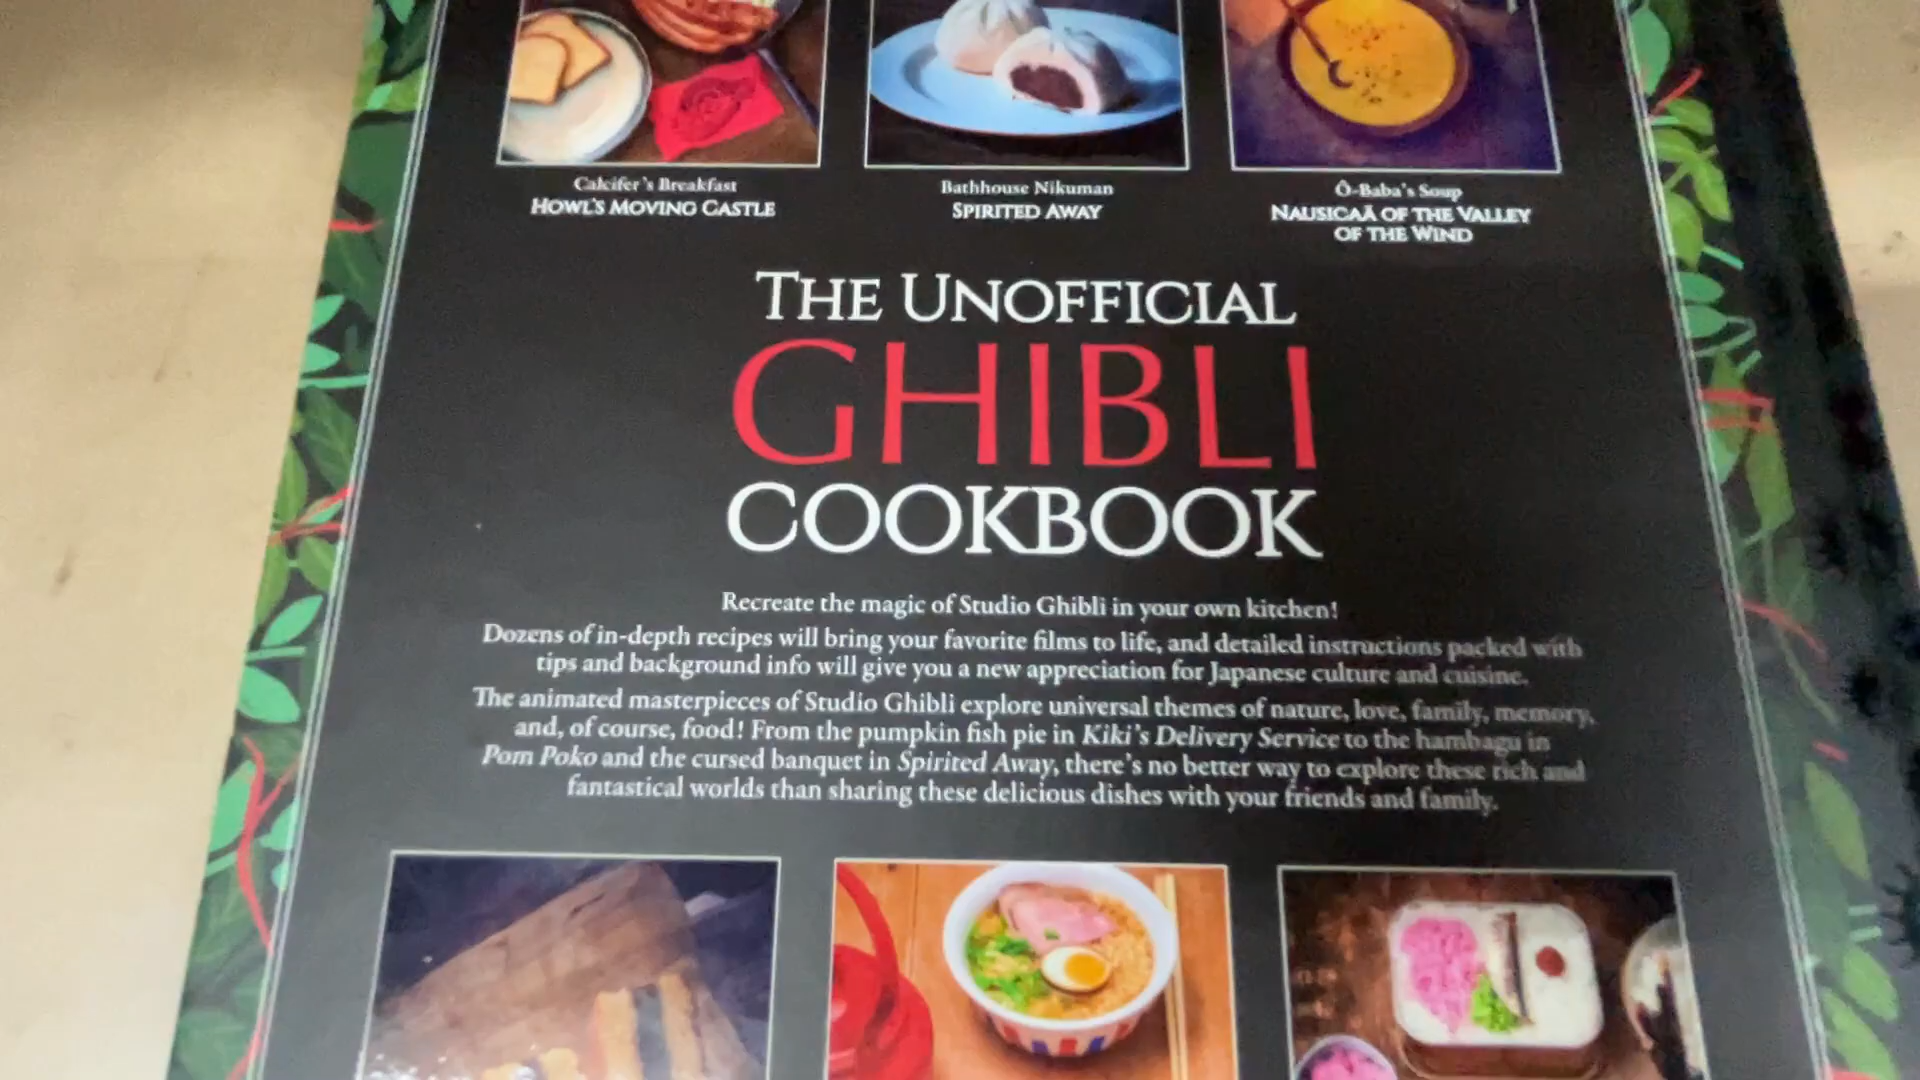 Calcifer's Breakfast
HOWL'S MOVING CASTLE
Bathhouse Nikuman
SPIRITED AWAY
Ō-Baba's Soup
NAUSICAÄ OF THE VALLEY
OF THE WIND
THE UNOFFICIAL
GHIBLI
COOKBOOK
Recreate the magic of Studio Ghibli in your own kitchen!
Dozens of in-depth recipes will bring your favorite films to life, and detailed instructions packed with
tips and background info will give you a new appreciation for Japanese culture and cuisine.
The animated masterpieces of Studio Ghibli explore universal themes of nature, love, family, memory,
and, of course, food! From the pumpkin fish pie in Kiki's Delivery Service to the hambagu in
Pom Poko and the cursed banquet in Spirited Away, there's no better way to explore these rich and
fantastical worlds than sharing these delicious dishes with your friends and family.